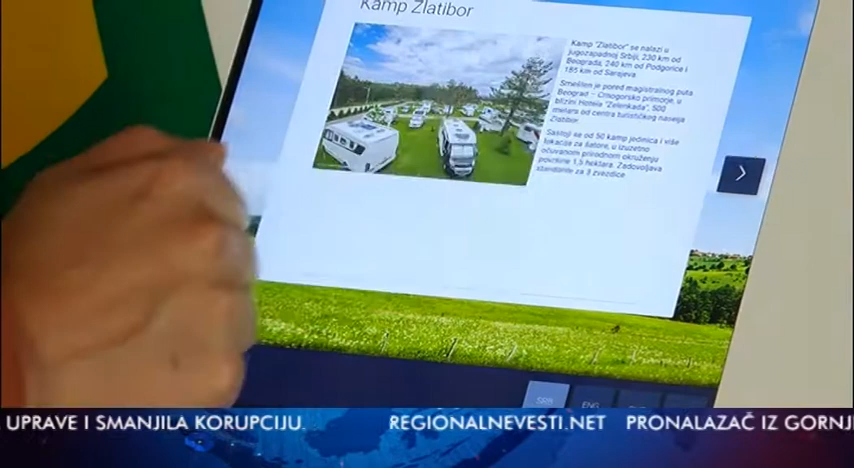 Kamp Zlatibor
Kamp "Zlatibor" se nalazi u
jugozapadnoj Srbiji, 230 km od
Beograda, 240 km od Podgorice i
185 km od Sarajeva.
Smešten je pored magistralnog puta
Beograd – Crnogorsko primorje, u
blizini Hotela "Zelenkada", 500
metara od centra turističkog naselja
Zlatibor
Sastoji se od 50 kamp jedinica i više
lokacija za šatore, u izuzetno
očuvanom prirodnom okruženju
površine 1,5 hektara. Zadovoljava
standarde za 3 zvezdice
SRB
ENG
UPRAVE I SMANJILA KORUPCIJU. REGIONALNEVESTI.NET PRONALAZAČ IZ GORNJ